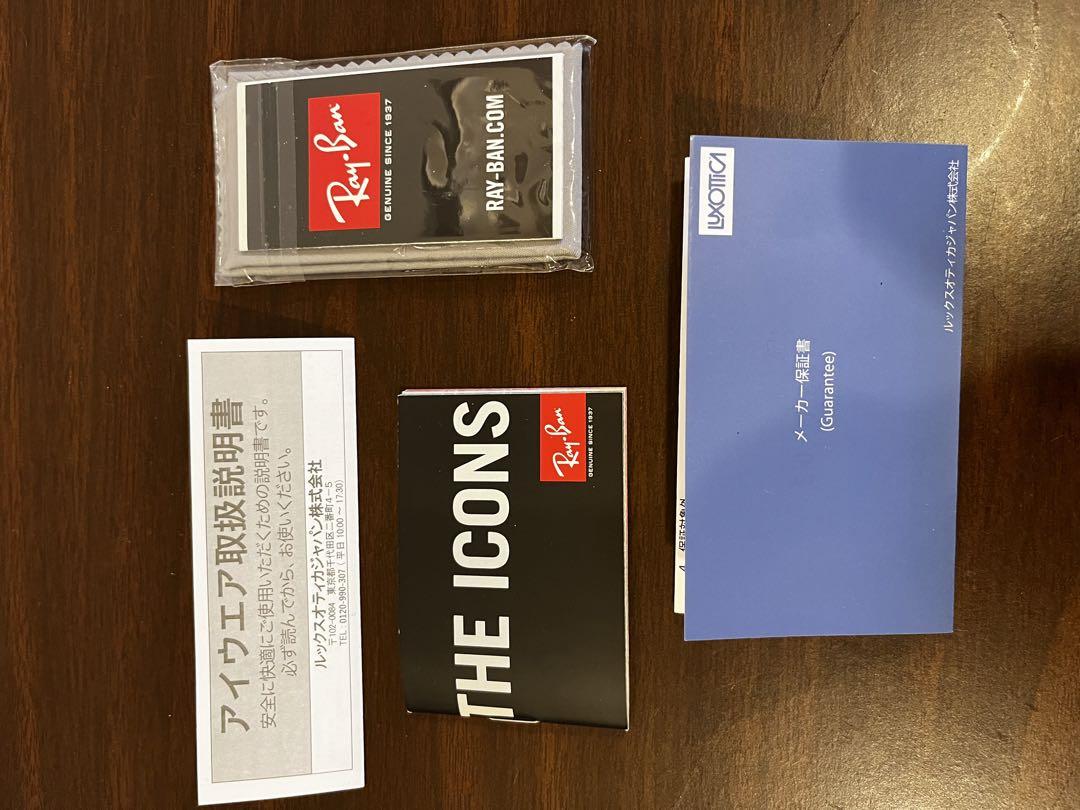 Ray-Ban
GENUINE SINCE 1937
RAY-BAN.COM
LUXOTTICA
ルックスオティカジャパン株式会社
メーカー保証書
(Guarantee)
アイウエア取扱説明書
安全に快適にご使用いただくための説明書です。
必ず読んでから、お使いください。
ルックスオティカジャパン株式会社
〒102-0084 東京都千代田区二番町4-5
TEL : 0120-990-307 ( 平日 10:00 ~ 17:30)
THE ICONS
Ray-Ban
GENUINE SINCE 1937